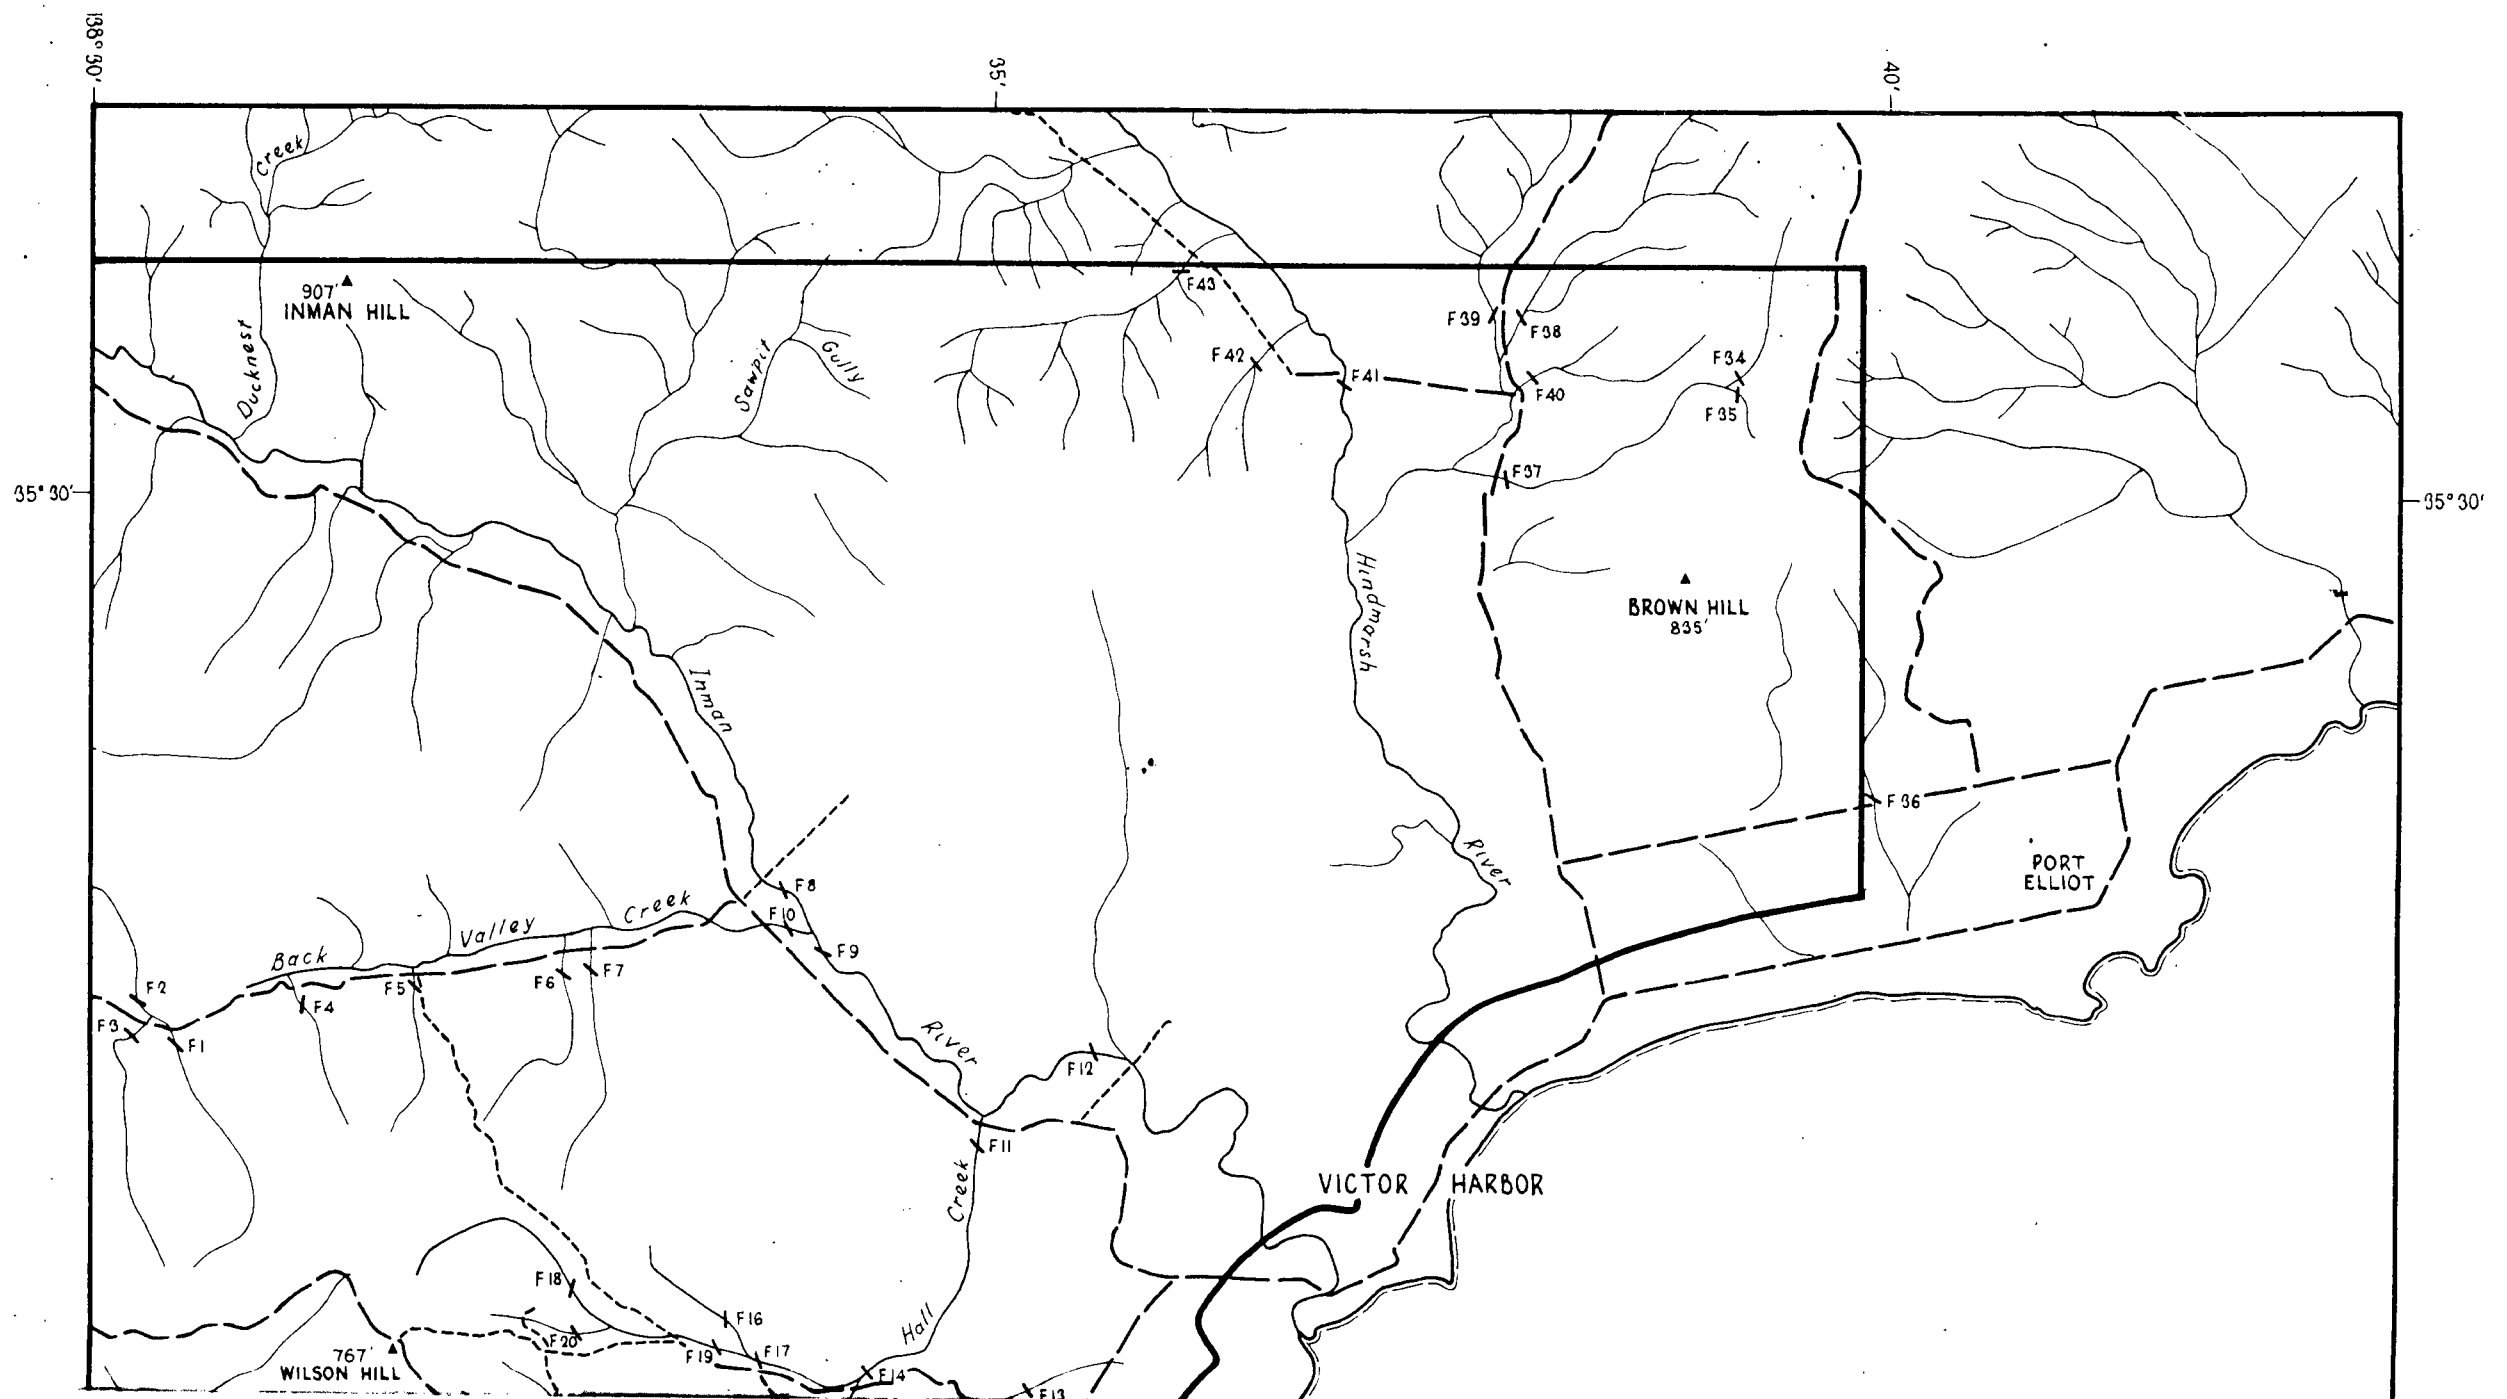 138°30'
35'
40'
Creek
907'
INMAN HILL
Ducknest
Sawpit
Gully
F43
F39
F38
F42
F41
F34
F40
F35
F37
35°30'
35°30'
Hindmarsh
BROWN HILL
835'
Inman
F36
River
PORT
ELLIOT
F8
Back Valley Creek
F10
F9
F2
F6
F7
F5
F4
F3
F1
River
F12
F11
Creek
VICTOR HARBOR
F18
F16
Hall
F20
767'
F19
F17
WILSON HILL
F14
F13